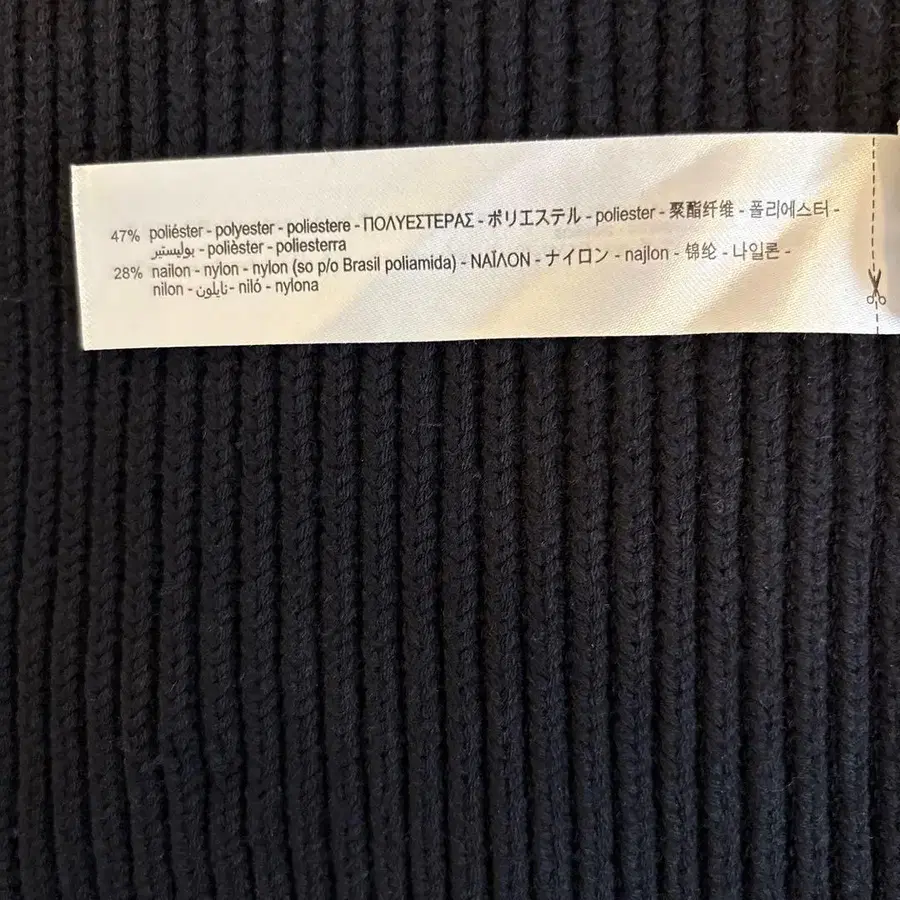 47% poliéster - polyester - poliestere - ΠΟΛΥΕΣΤΕΡΑΣ - ポリエステル - poliester - 聚酯纤维 - 폴리에스터 -
بوليستير - polièster - poliesterra
28% nailon - nylon - nylon (so p/o Brasil poliamida) - ΝΑΪΛΟΝ - ナイロン - najlon - 锦纶 - 나일론 -
nilon - نايلون - niló - nylona